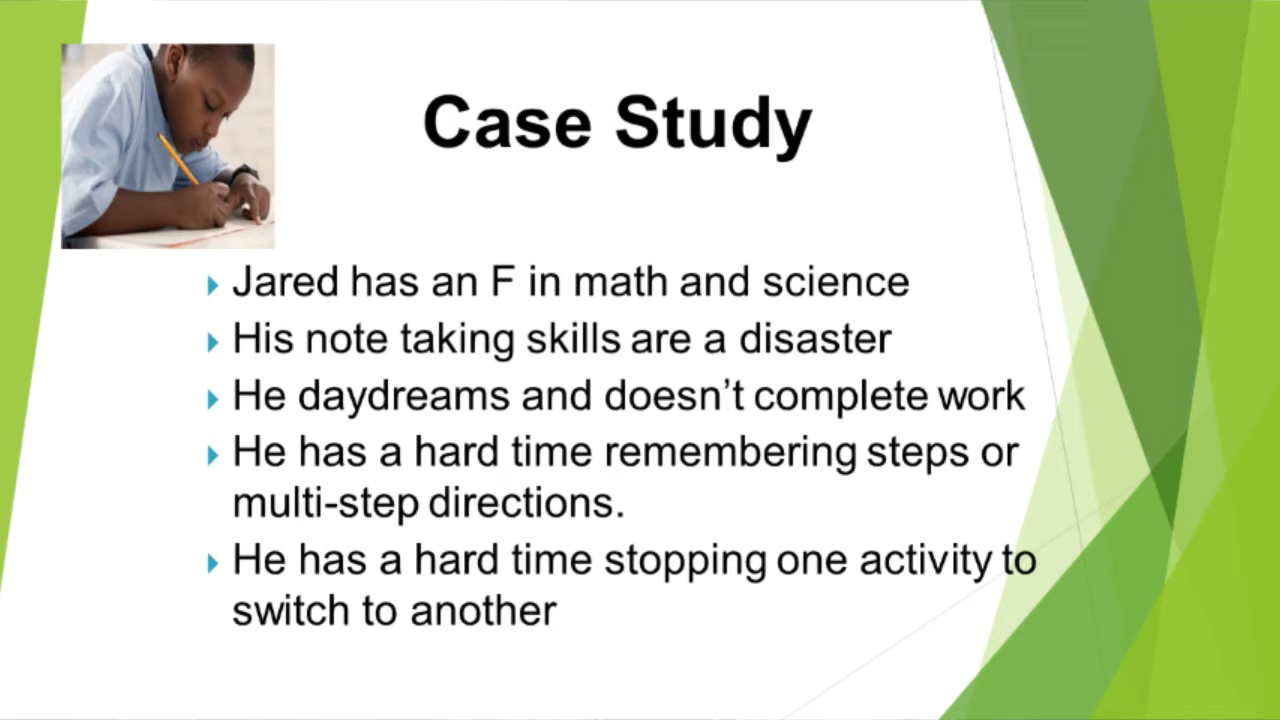 Case Study
Jared has an F in math and science
His note taking skills are a disaster
He daydreams and doesn’t complete work
He has a hard time remembering steps or
multi-step directions.
He has a hard time stopping one activity to
switch to another